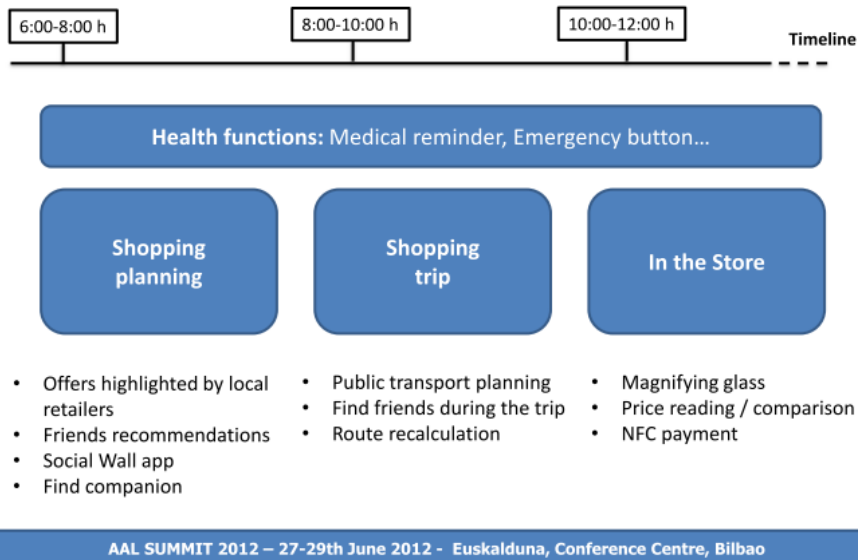 6:00-8:00 h
8:00-10:00 h
10:00-12:00 h
Timeline
Health functions: Medical reminder, Emergency button…
Shopping
planning
Shopping
trip
In the Store
• Offers highlighted by local
retailers
• Friends recommendations
• Social Wall app
• Find companion
• Public transport planning
• Find friends during the trip
• Route recalculation
• Magnifying glass
• Price reading / comparison
• NFC payment
AAL SUMMIT 2012 – 27-29th June 2012 - Euskalduna, Conference Centre, Bilbao